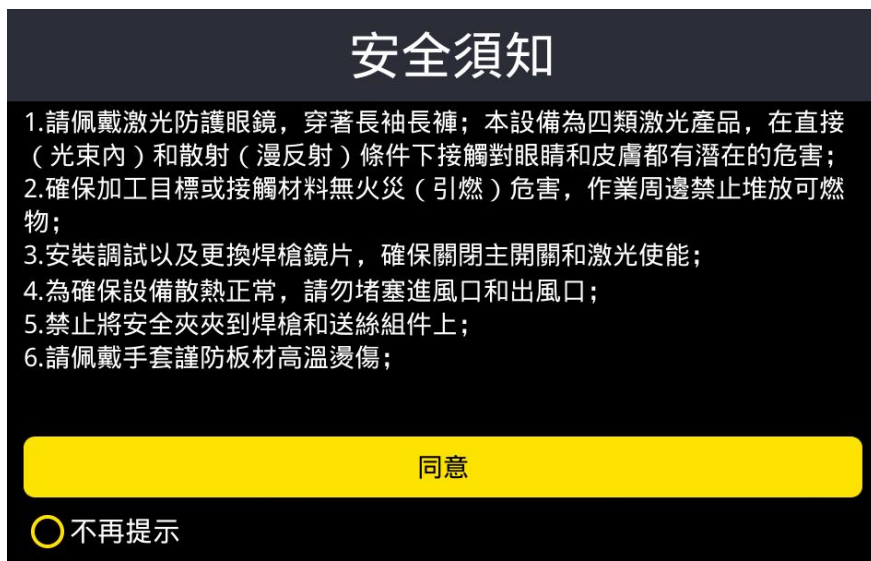 安全須知
1.請佩戴激光防護眼鏡，穿著長袖長褲；本設備為四類激光產品，在直接
（光束內）和散射（漫反射）條件下接觸對眼睛和皮膚都有潛在的危害；
2.確保加工目標或接觸材料無火災（引燃）危害，作業周邊禁止堆放可燃
物；
3.安裝調試以及更換焊槍鏡片，確保關閉主開關和激光使能；
4.為確保設備散熱正常，請勿堵塞進風口和出風口；
5.禁止將安全夾夾到焊槍和送絲組件上；
6.請佩戴手套謹防板材高溫燙傷；
同意
不再提示